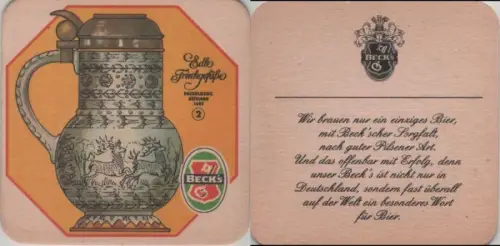 Edle
Trinkgefäße
2
BECK'S
BECK'S
Wir brauen nur ein einziges Bier,
mit Beck'scher Sorgfalt,
nach guter Pilsener Art.
Und das offenbar mit Erfolg, denn
unser Beck's ist nicht nur in
Deutschland, sondern fast überall
auf der Welt ein besonderes Wort
für Bier.